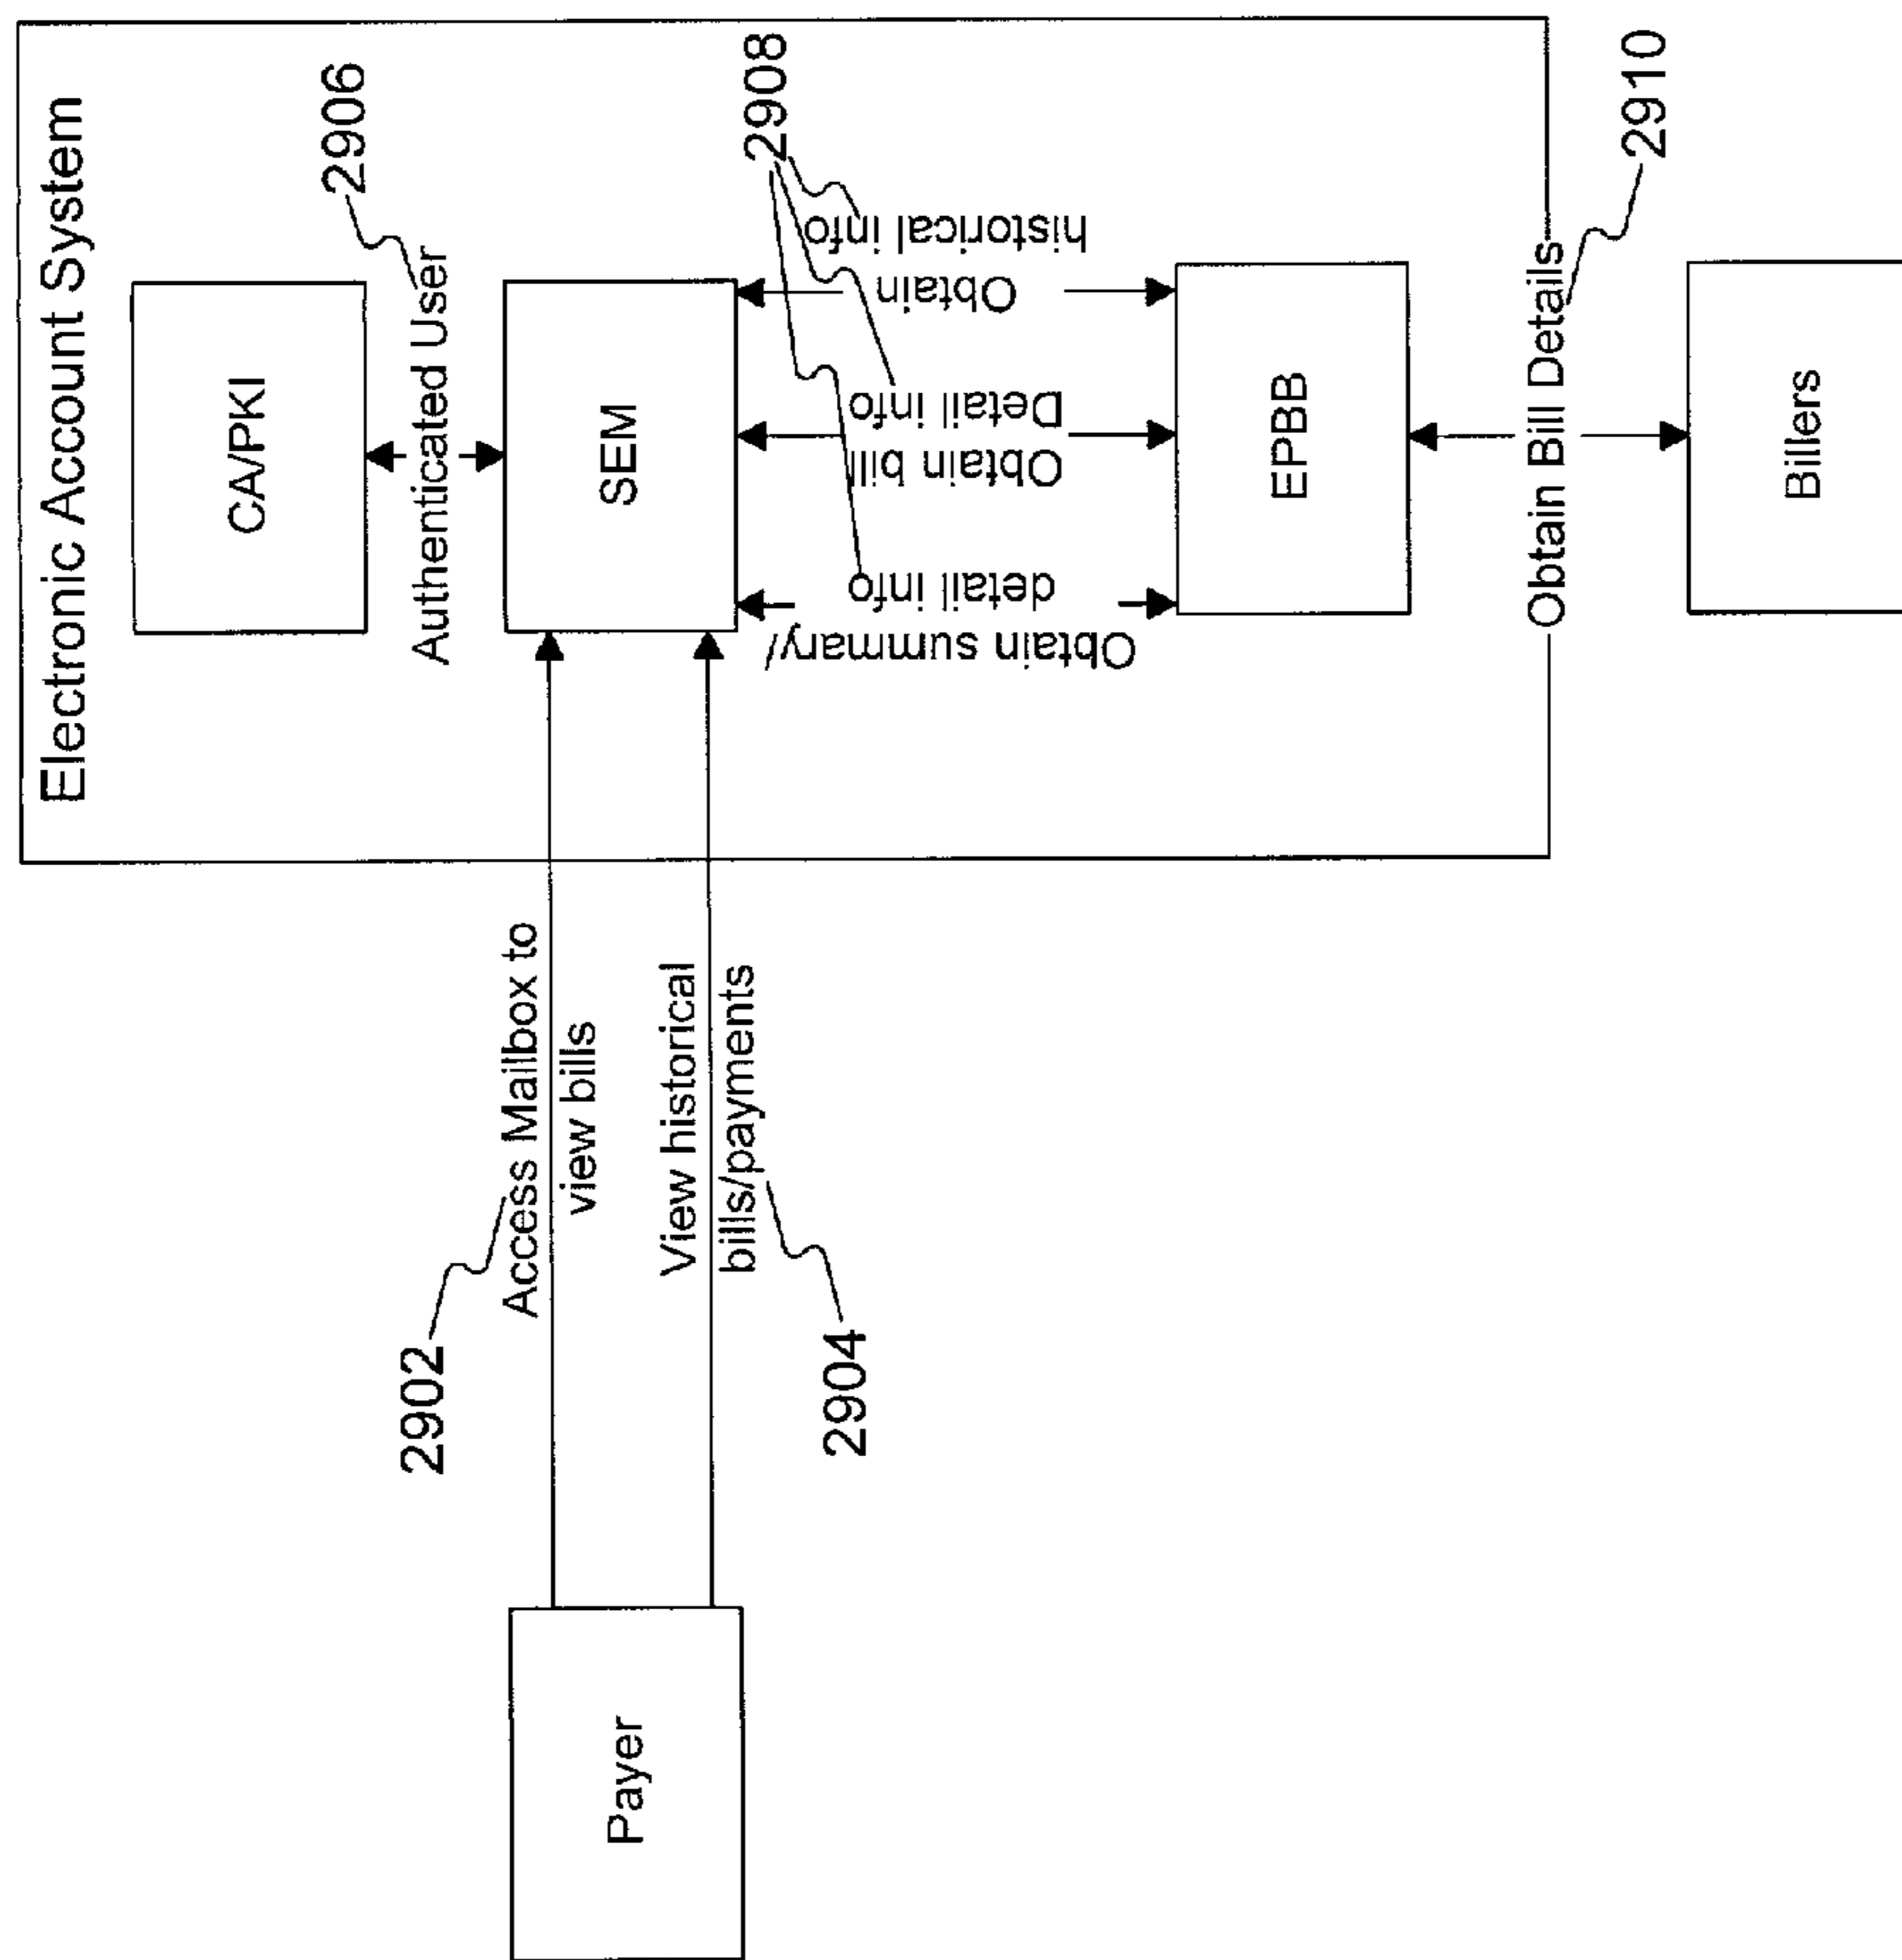 Electronic Account System
CA/PKI
2906
Authenticated User
2902
Access Mailbox to
view bills
SEM
View historical
bills/payments
2904
Payer
2908
Obtain summary/
detail info
Obtain bill
Detail info
Obtain
historical info
EPBB
Obtain Bill Details
2910
Billers